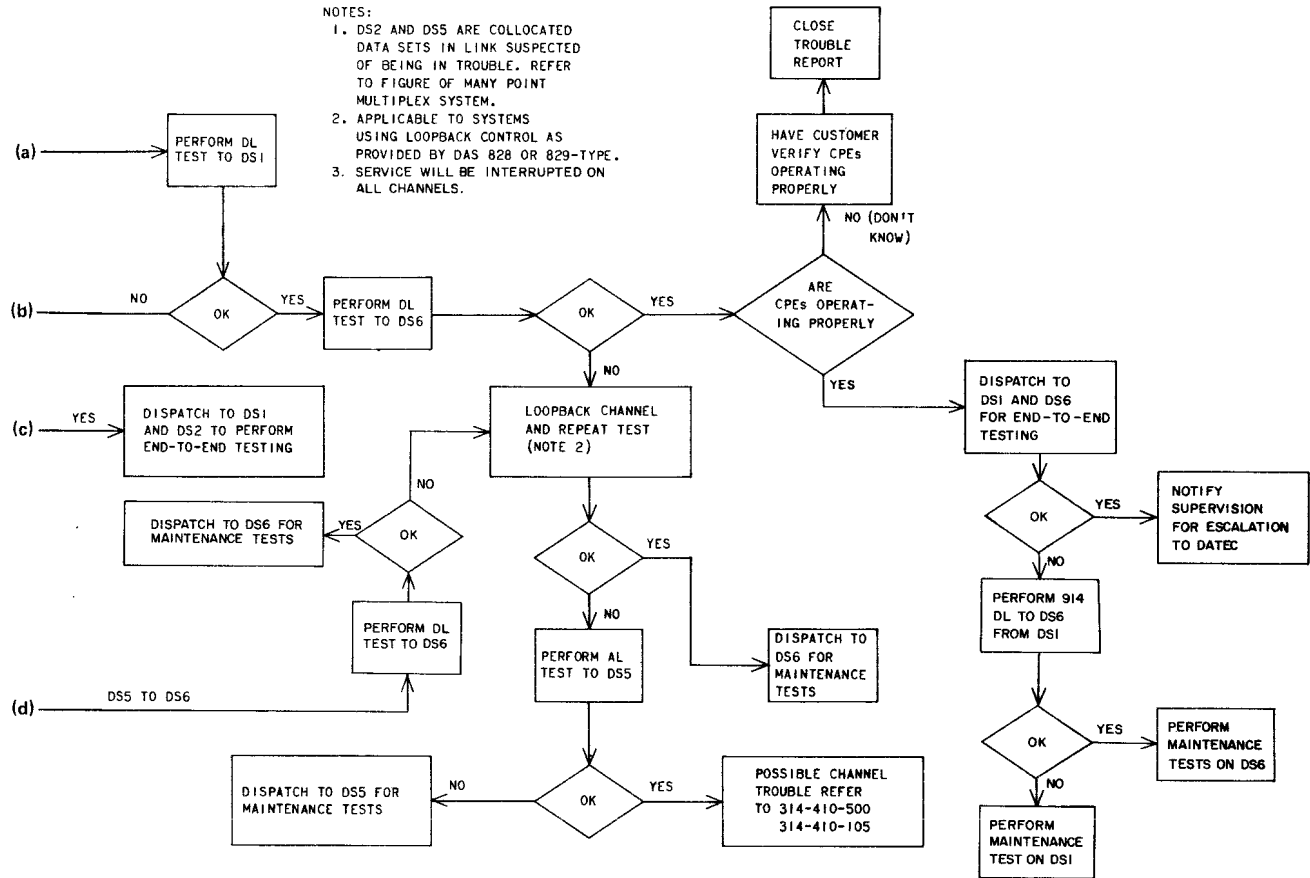 NOTES:
1. DS2 AND DS5 ARE COLLOCATED
DATA SETS IN LINK SUSPECTED
OF BEING IN TROUBLE. REFER
TO FIGURE OF MANY POINT
MULTIPLEX SYSTEM.
2. APPLICABLE TO SYSTEMS
USING LOOPBACK CONTROL AS
PROVIDED BY DAS 828 OR 829-TYPE.
3. SERVICE WILL BE INTERRUPTED ON
ALL CHANNELS.
CLOSE
TROUBLE
REPORT
(a)
PERFORM DL
TEST TO DS1
HAVE CUSTOMER
VERIFY CPEs
OPERATING
PROPERLY
NO (DON'T
KNOW)
(b)
NO
OK
YES
PERFORM DL
TEST TO DS6
OK
YES
ARE
CPEs OPERAT-
ING PROPERLY
NO
YES
(c)
YES
DISPATCH TO DS1
AND DS2 TO PERFORM
END-TO-END TESTING
LOOPBACK CHANNEL
AND REPEAT TEST
(NOTE 2)
DISPATCH TO
DS1 AND DS6
FOR END-TO-END
TESTING
NO
DISPATCH TO DS6 FOR
MAINTENANCE TESTS
YES
OK
OK
YES
OK
YES
NOTIFY
SUPERVISION
FOR ESCALATION
TO DATEC
NO
NO
PERFORM DL
TEST TO DS6
PERFORM AL
TEST TO DS5
DISPATCH TO
DS6 FOR
MAINTENANCE
TESTS
PERFORM 914
DL TO DS6
FROM DS1
(d)
DS5 TO DS6
OK
YES
PERFORM
MAINTENANCE
TESTS ON DS6
NO
DISPATCH TO DS5 FOR
MAINTENANCE TESTS
NO
OK
YES
POSSIBLE CHANNEL
TROUBLE REFER
TO 314-410-500
314-410-105
PERFORM
MAINTENANCE
TEST ON DS1